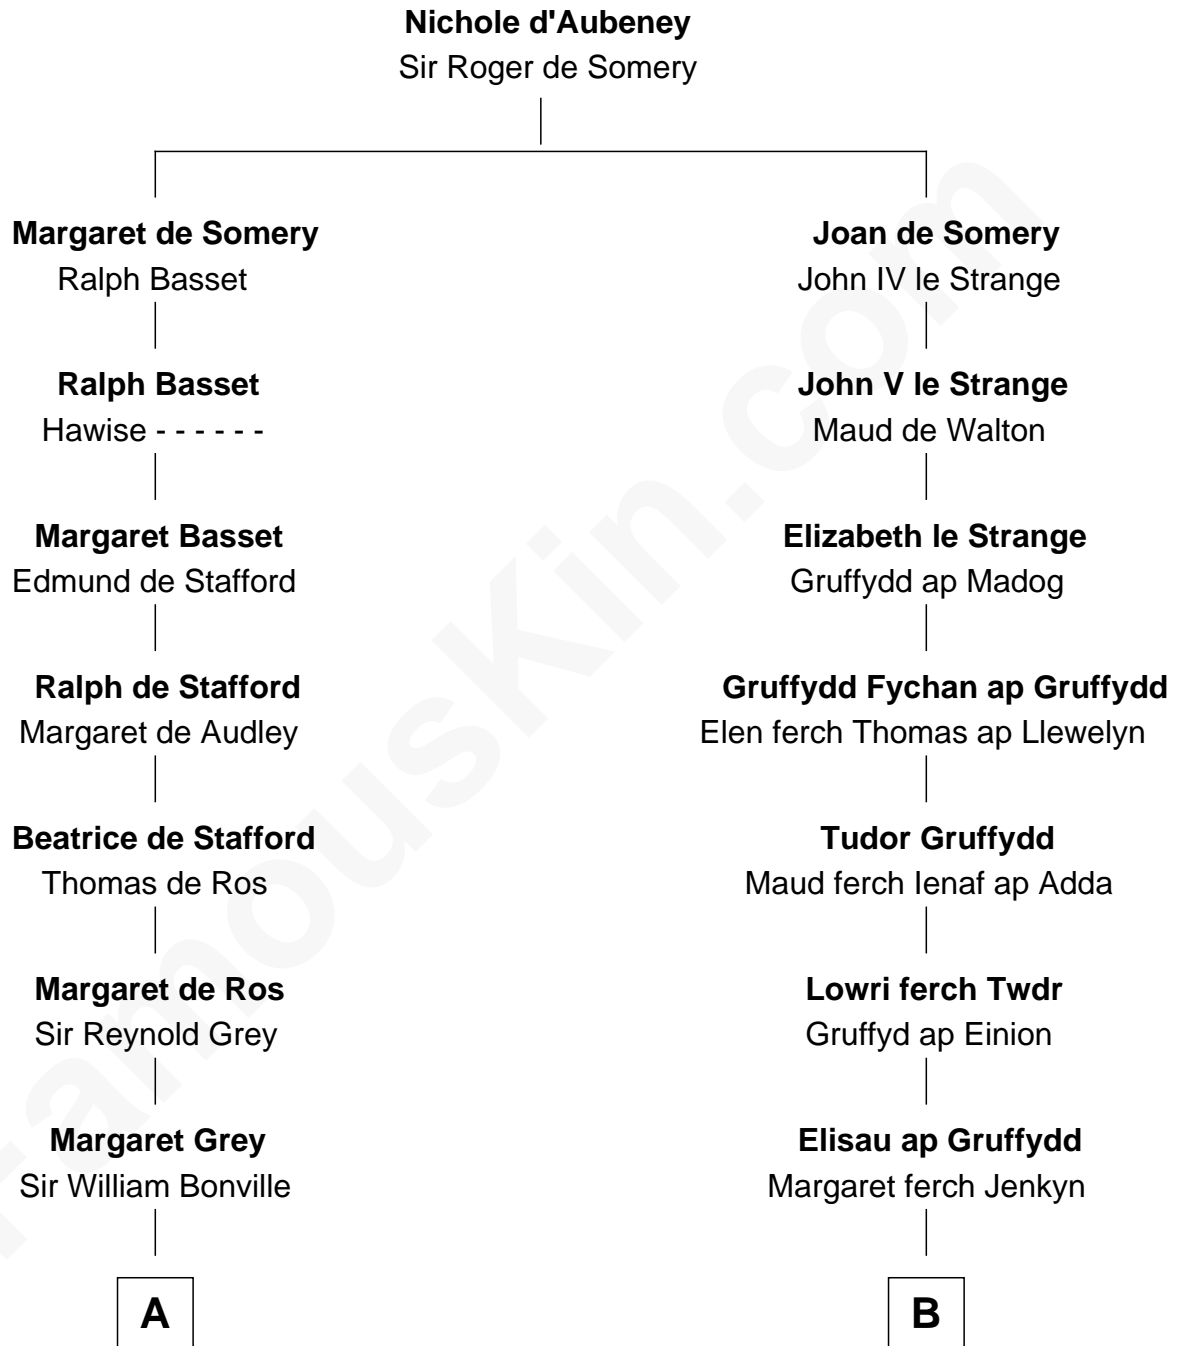 Nichole d'Aubeney
Sir Roger de Somery
Margaret de Somery
Ralph Basset
Joan de Somery
John IV le Strange
Ralph Basset
Hawise - - - - - -
John V le Strange
Maud de Walton
Margaret Basset
Edmund de Stafford
Elizabeth le Strange
Gruffydd ap Madog
Ralph de Stafford
Margaret de Audley
Gruffydd Fychan ap Gruffydd
Elen ferch Thomas ap Llewelyn
Beatrice de Stafford
Thomas de Ros
Tudor Gruffydd
Maud ferch Ienaf ap Adda
Margaret de Ros
Sir Reynold Grey
Lowri ferch Twdr
Gruffyd ap Einion
Margaret Grey
Sir William Bonville
Elisau ap Gruffydd
Margaret ferch Jenkyn
A
B
FamousKin.com